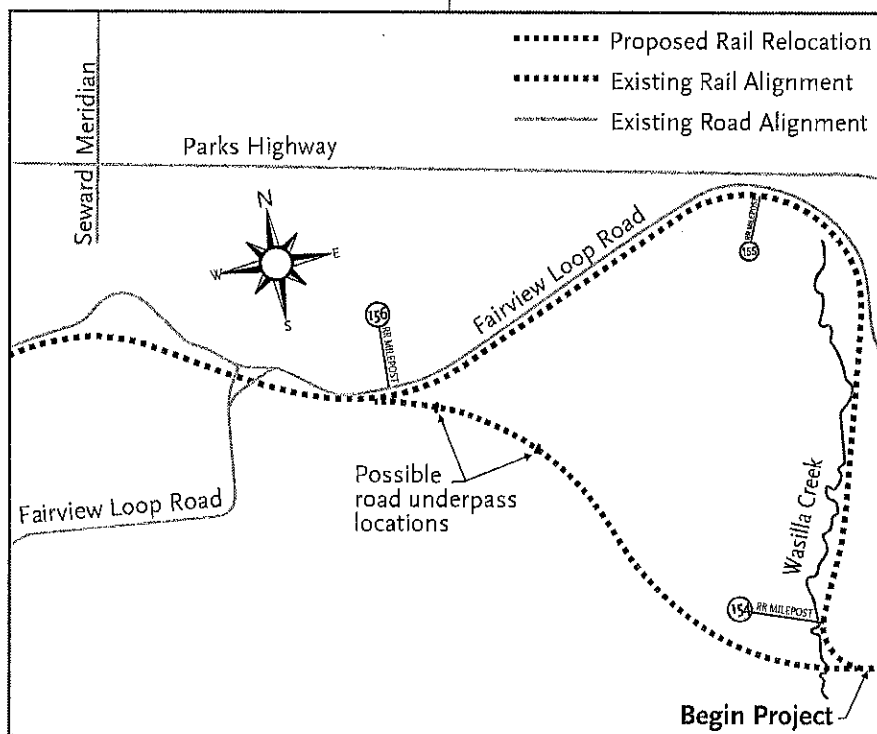 Proposed Rail Relocation
Existing Rail Alignment
Existing Road Alignment
Seward Meridian
Parks Highway
N
W
E
S
Fairview Loop Road
155
RR MILEPOST
156
RR MILEPOST
Possible
road underpass
locations
Fairview Loop Road
Wasilla Creek
154
RR MILEPOST
Begin Project